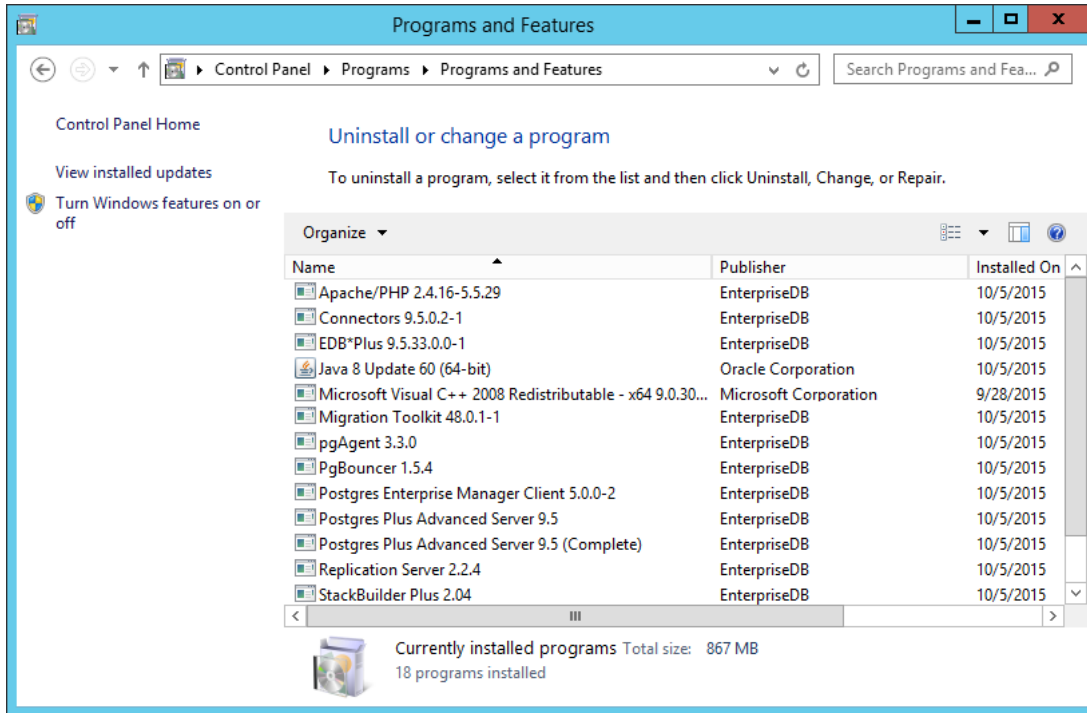 Programs and Features
Control Panel Programs Programs and Features
Search Programs and Fea...
Control Panel Home
View installed updates
Turn Windows features on or
off
Uninstall or change a program
To uninstall a program, select it from the list and then click Uninstall, Change, or Repair.
Organize
Name Publisher Installed On
Apache/PHP 2.4.16-5.5.29 EnterpriseDB 10/5/2015
Connectors 9.5.0.2-1 EnterpriseDB 10/5/2015
EDB*Plus 9.5.33.0.0-1 EnterpriseDB 10/5/2015
Java 8 Update 60 (64-bit) Oracle Corporation 10/5/2015
Microsoft Visual C++ 2008 Redistributable - x64 9.0.30... Microsoft Corporation 9/28/2015
Migration Toolkit 48.0.1-1 EnterpriseDB 10/5/2015
pgAgent 3.3.0 EnterpriseDB 10/5/2015
PgBouncer 1.5.4 EnterpriseDB 10/5/2015
Postgres Enterprise Manager Client 5.0.0-2 EnterpriseDB 10/5/2015
Postgres Plus Advanced Server 9.5 EnterpriseDB 10/5/2015
Postgres Plus Advanced Server 9.5 (Complete) EnterpriseDB 10/5/2015
Replication Server 2.2.4 EnterpriseDB 10/5/2015
StackBuilder Plus 2.04 EnterpriseDB 10/5/2015
Currently installed programs Total size: 867 MB
18 programs installed